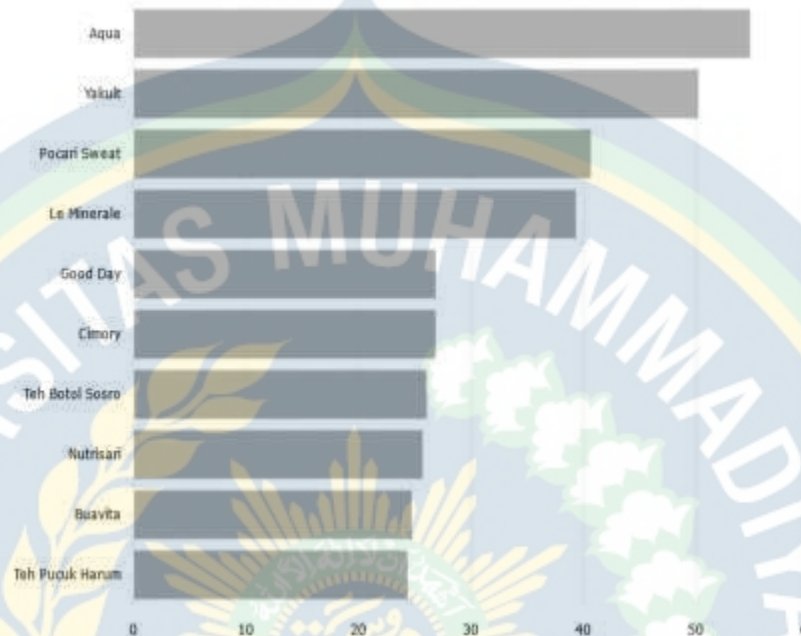 Aqua
Yakult
Pocari Sweat
Le Minerale
Good Day
Cimory
Teh Botol Sosro
Nutrisari
Buavita
Teh Pucuk Harum
0 10 20 30 40 50
SITAS MUHAMMADIYA